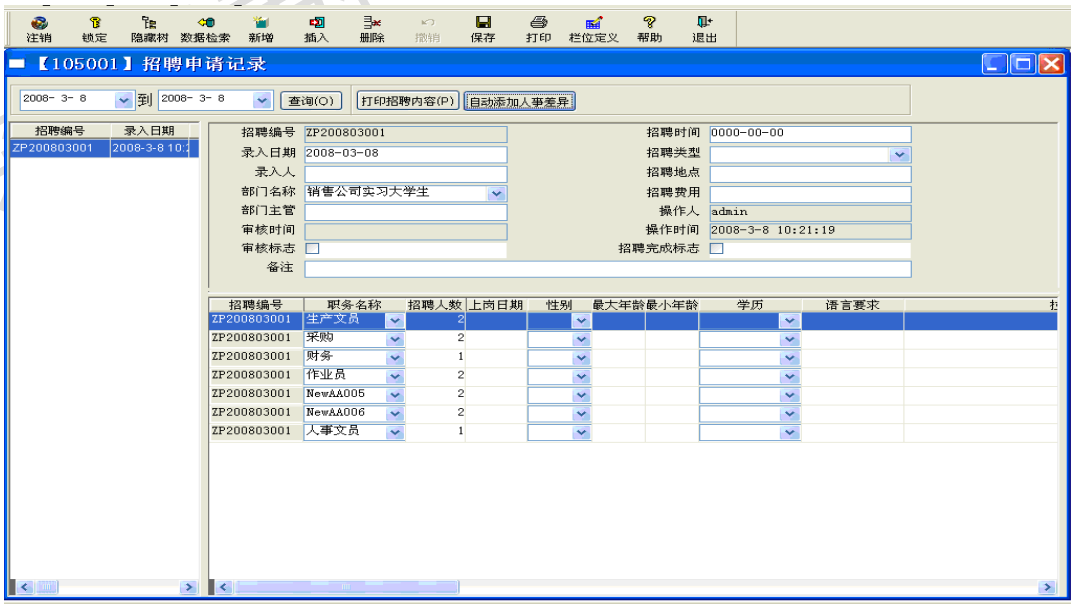 注销 锁定 隐藏树 数据检索 新增 插入 删除 撤销 保存 打印 栏位定义 帮助 退出
【105001】招聘申请记录
2008- 3- 8 到 2008- 3- 8 查询(O) 打印招聘内容(P) 自动添加人事差异
招聘编号 录入日期
ZP200803001 2008-3-8 10:2
招聘编号 ZP200803001 招聘时间 0000-00-00
录入日期 2008-03-08 招聘类型
录入人 招聘地点
部门名称 销售公司实习大学生 招聘费用
部门主管 操作人 admin
审核时间 操作时间 2008-3-8 10:21:19
审核标志 招聘完成标志
备注
招聘编号 职务名称 招聘人数 上岗日期 性别 最大年龄 最小年龄 学历 语言要求
ZP200803001 生产文员 2
ZP200803001 采购 2
ZP200803001 财务 1
ZP200803001 作业员 2
ZP200803001 NewAA005 2
ZP200803001 NewAA006 2
ZP200803001 人事文员 1